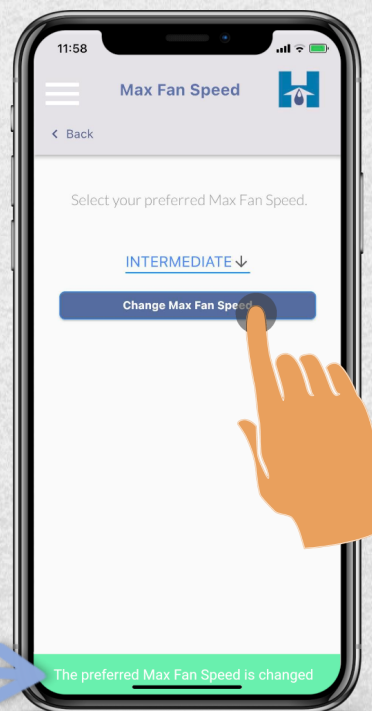 11:58
Max Fan Speed
Back
Select your preferred Max Fan Speed.
INTERMEDIATE
Change Max Fan Speed
The preferred Max Fan Speed is changed